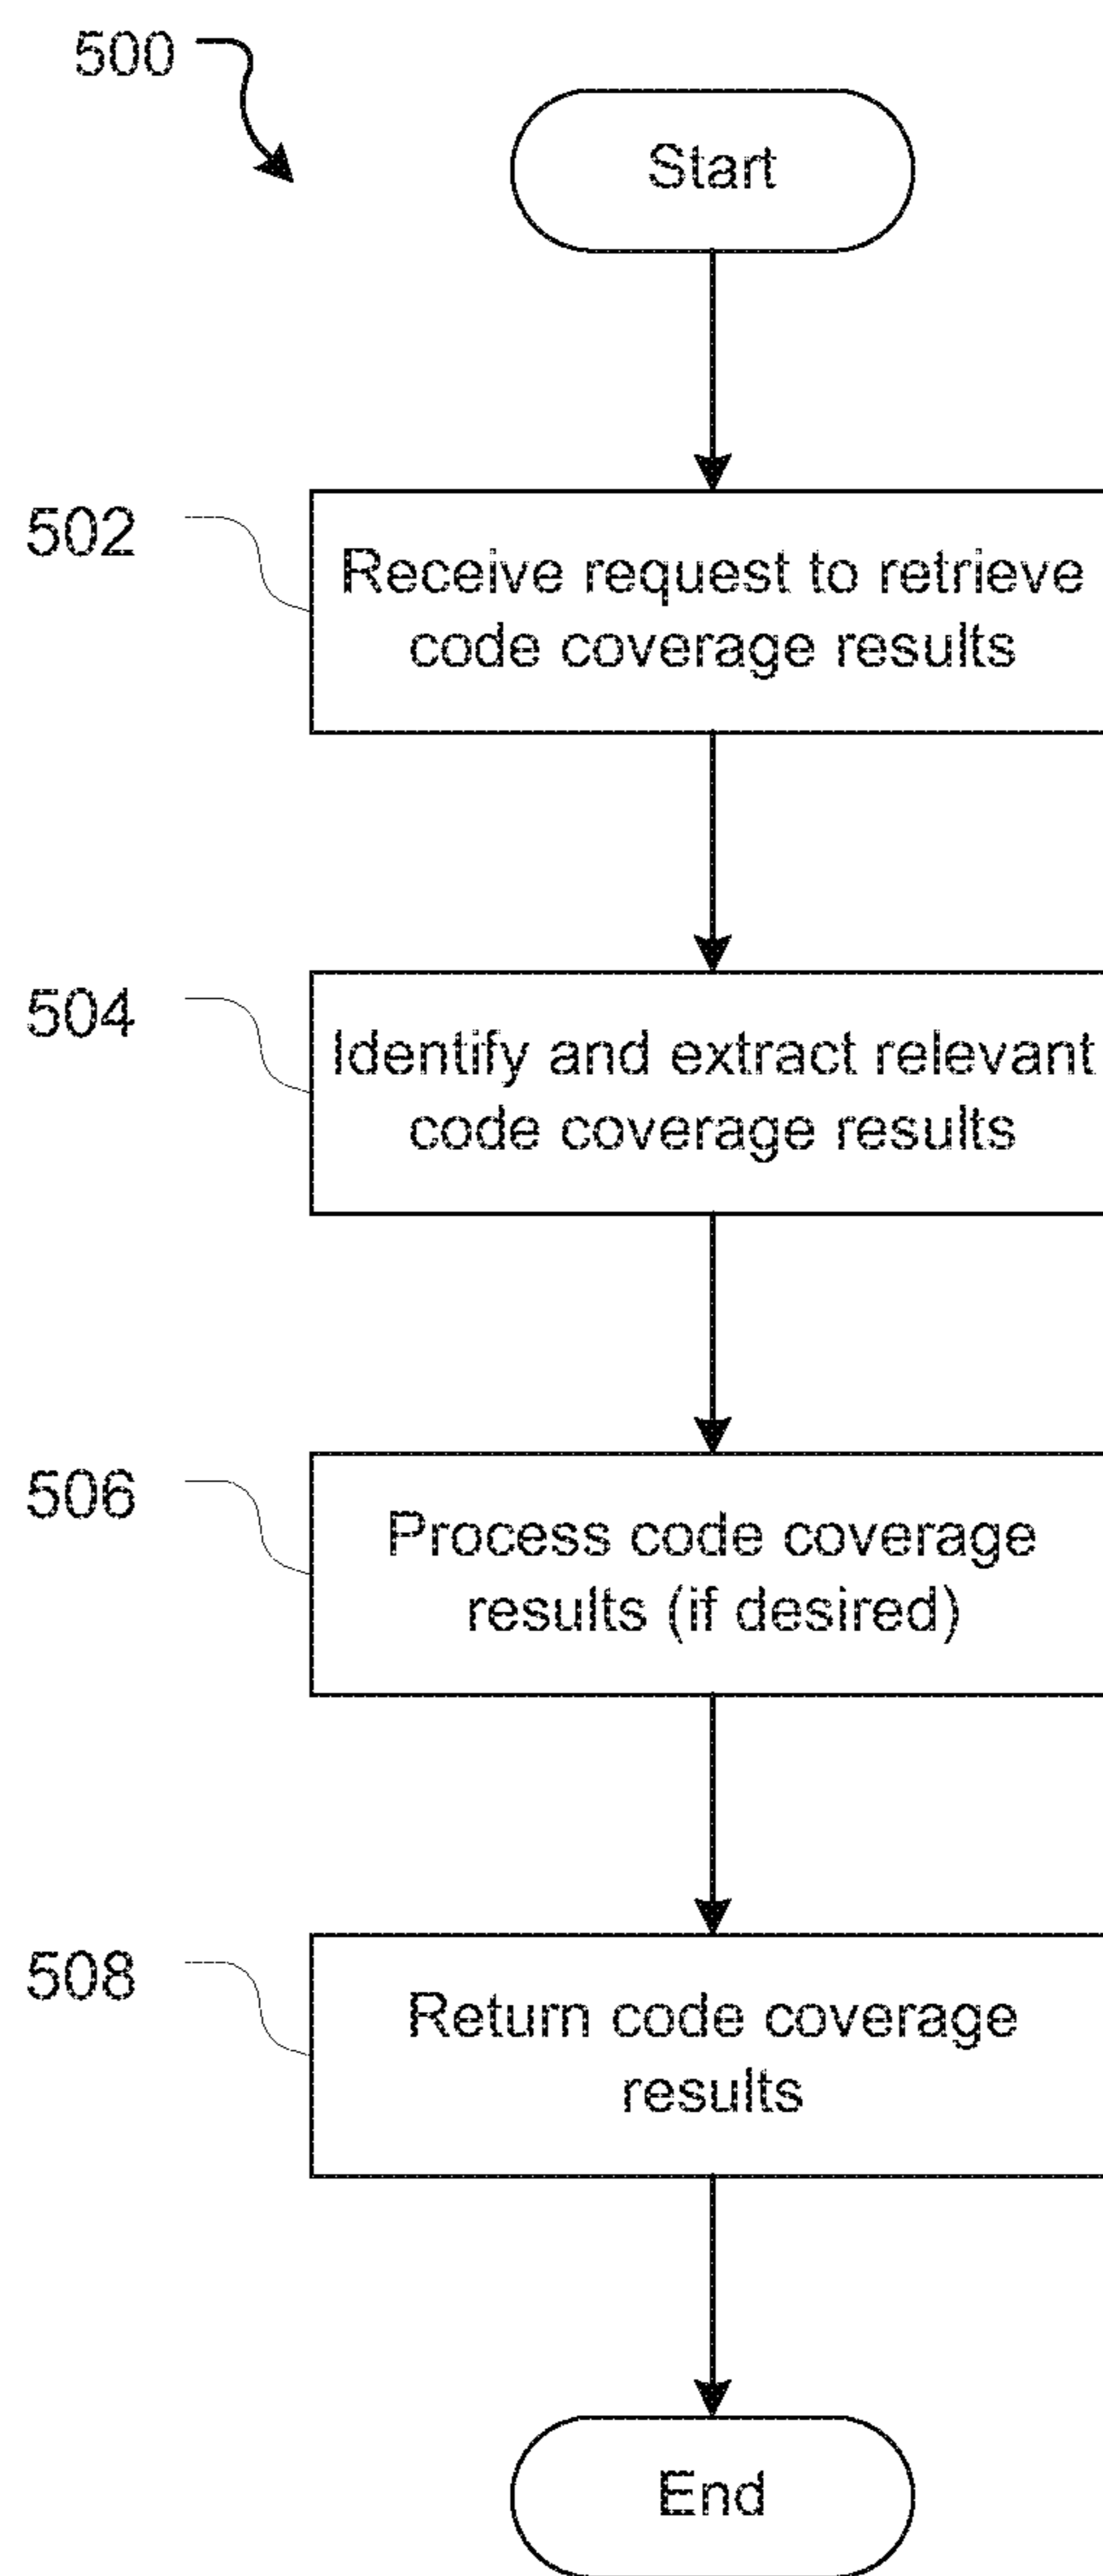 500
Start
502
Receive request to retrieve
code coverage results
504
Identify and extract relevant
code coverage results
506
Process code coverage
results (if desired)
508
Return code coverage
results
End